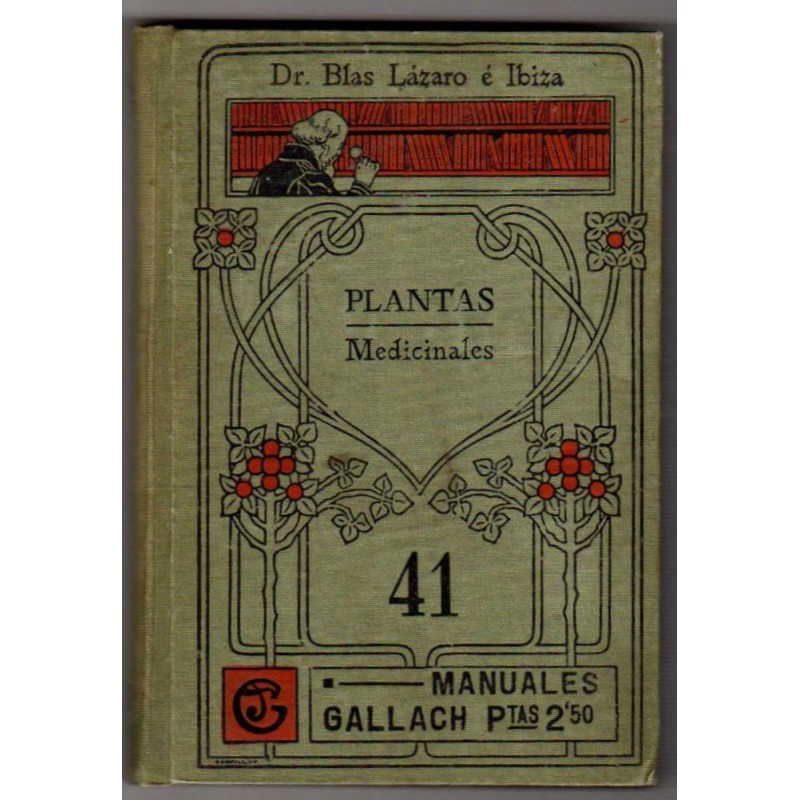 Dr. Blas Lázaro é Ibiza
PLANTAS
Medicinales
41
MANUALES
GALLACH PTAS 2'50